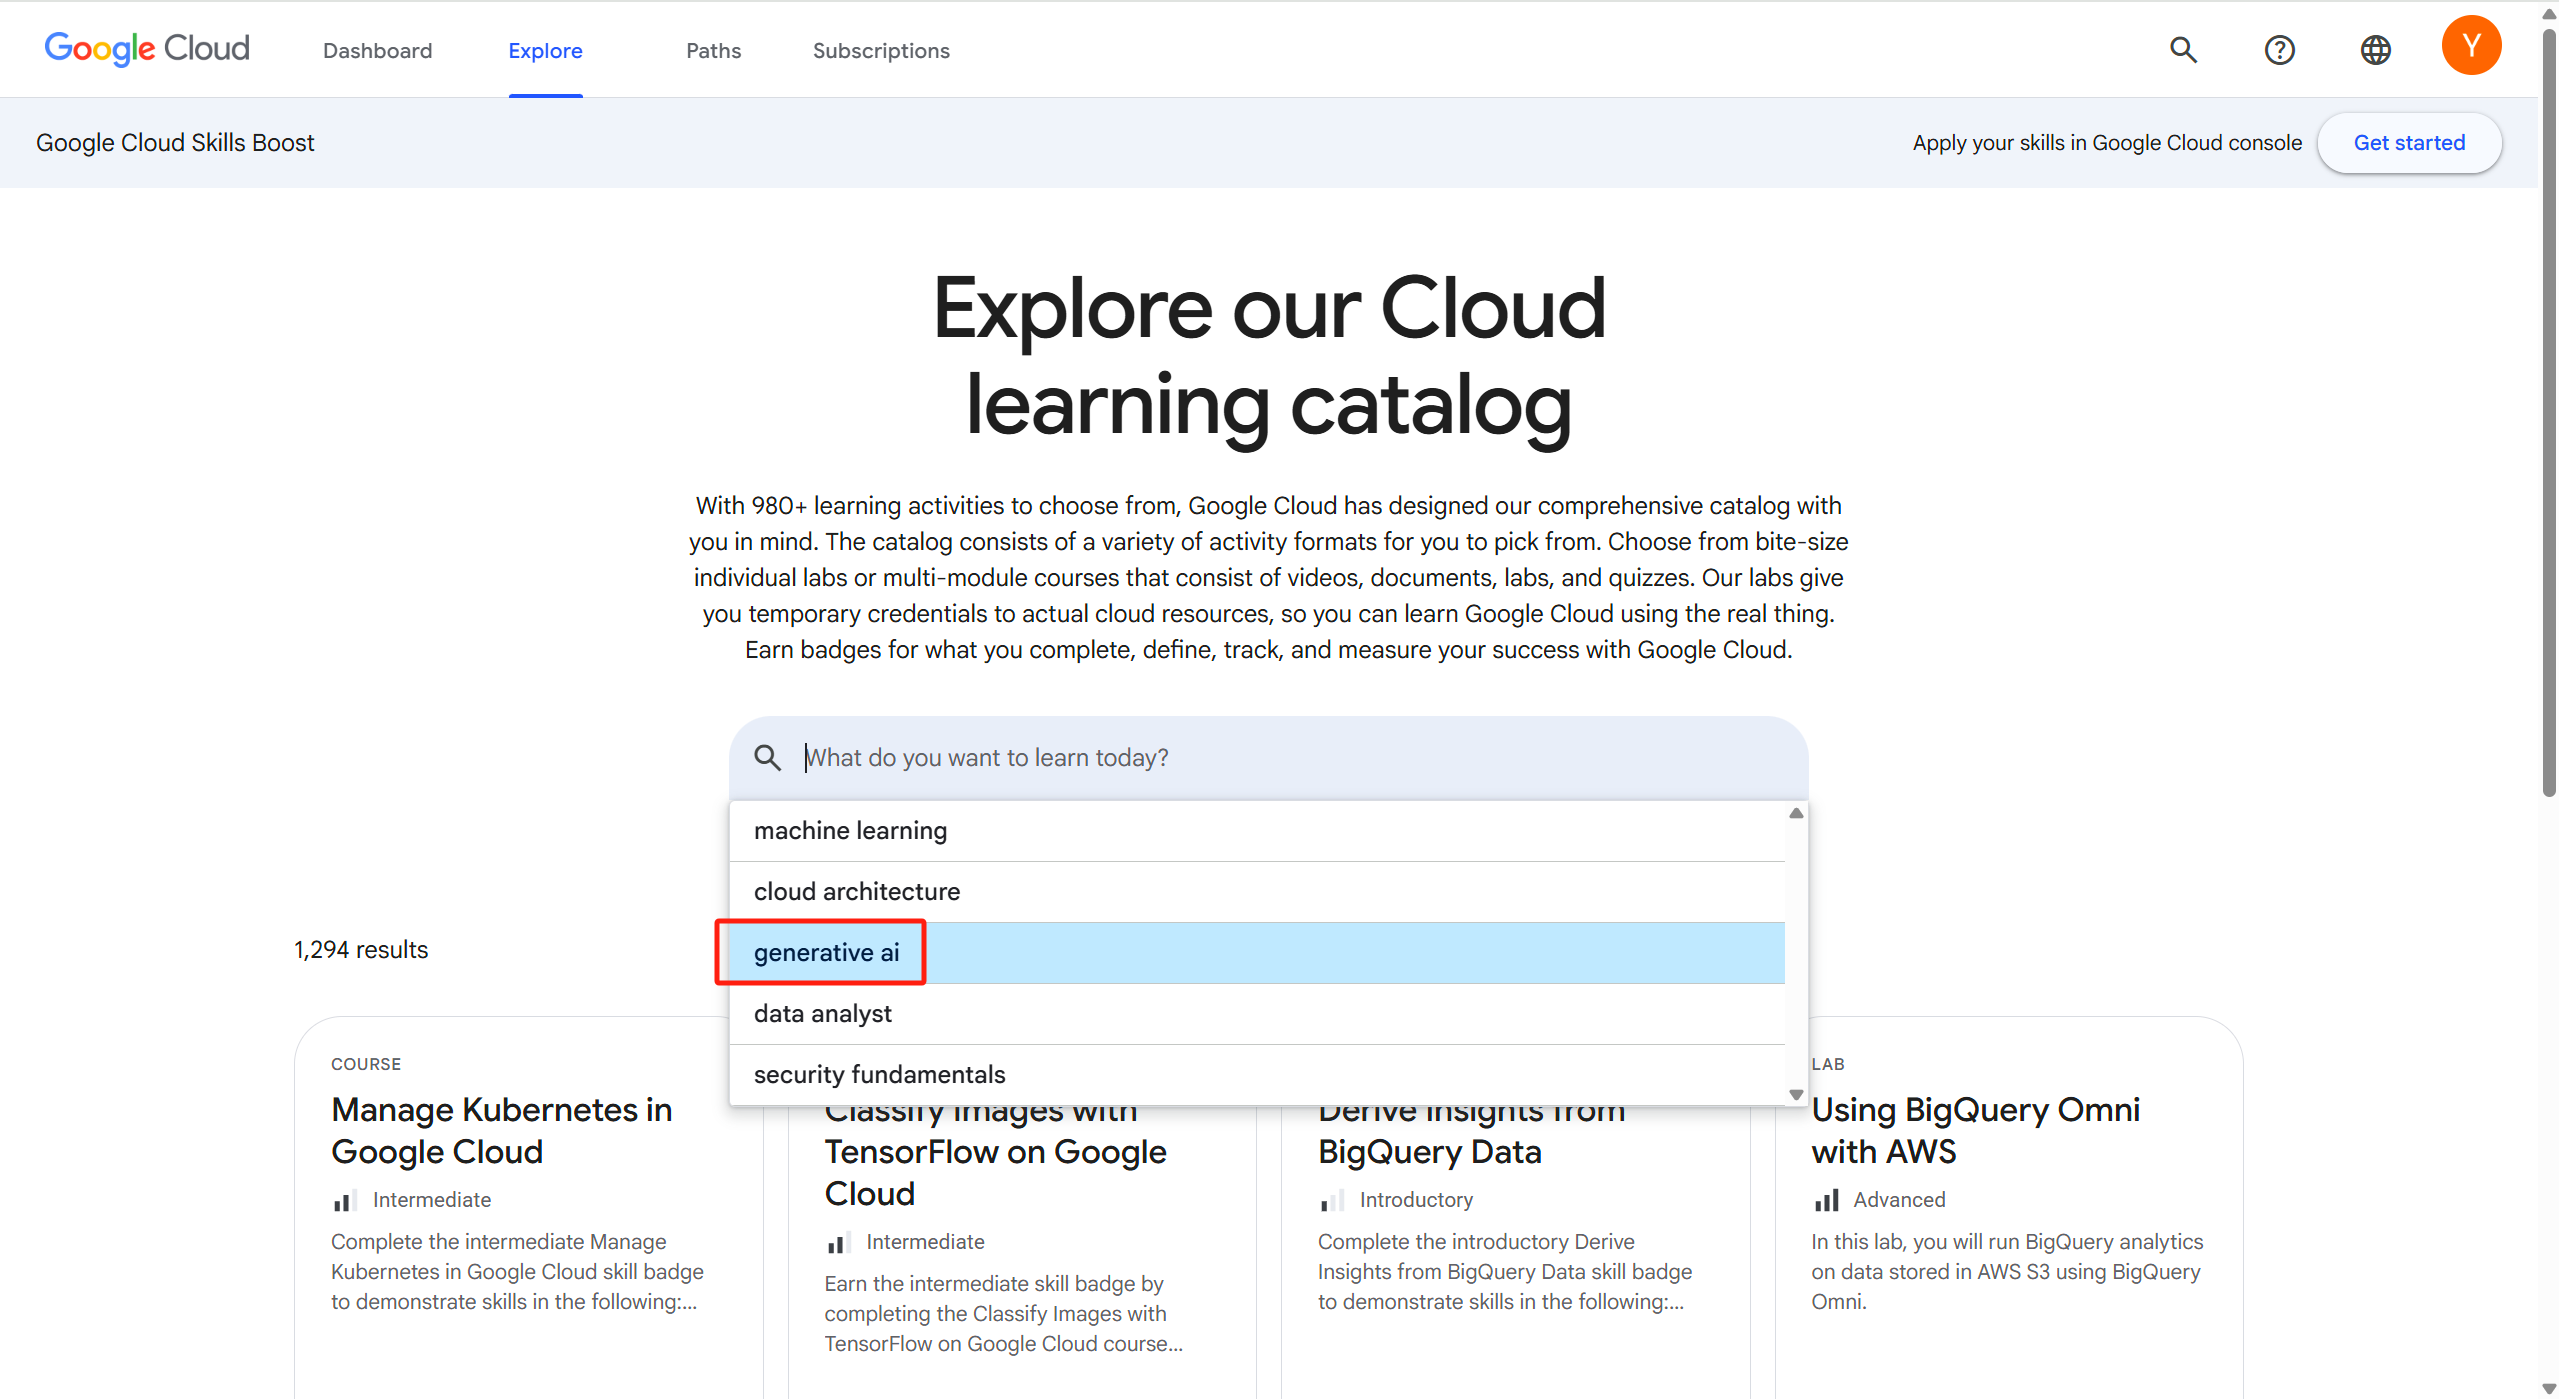 Google Cloud
Dashboard
Explore
Paths
Subscriptions
Y
Google Cloud Skills Boost
Apply your skills in Google Cloud console
Get started
Explore our Cloud
learning catalog
With 980+ learning activities to choose from, Google Cloud has designed our comprehensive catalog with
you in mind. The catalog consists of a variety of activity formats for you to pick from. Choose from bite-size
individual labs or multi-module courses that consist of videos, documents, labs, and quizzes. Our labs give
you temporary credentials to actual cloud resources, so you can learn Google Cloud using the real thing.
Earn badges for what you complete, define, track, and measure your success with Google Cloud.
What do you want to learn today?
machine learning
cloud architecture
generative ai
data analyst
security fundamentals
1,294 results
COURSE
Manage Kubernetes in
Google Cloud
Intermediate
Complete the intermediate Manage
Kubernetes in Google Cloud skill badge
to demonstrate skills in the following:...
Classify Images with
TensorFlow on Google
Cloud
Intermediate
Earn the intermediate skill badge by
completing the Classify Images with
TensorFlow on Google Cloud course...
Derive Insights from
BigQuery Data
Introductory
Complete the introductory Derive
Insights from BigQuery Data skill badge
to demonstrate skills in the following:...
LAB
Using BigQuery Omni
with AWS
Advanced
In this lab, you will run BigQuery analytics
on data stored in AWS S3 using BigQuery
Omni.